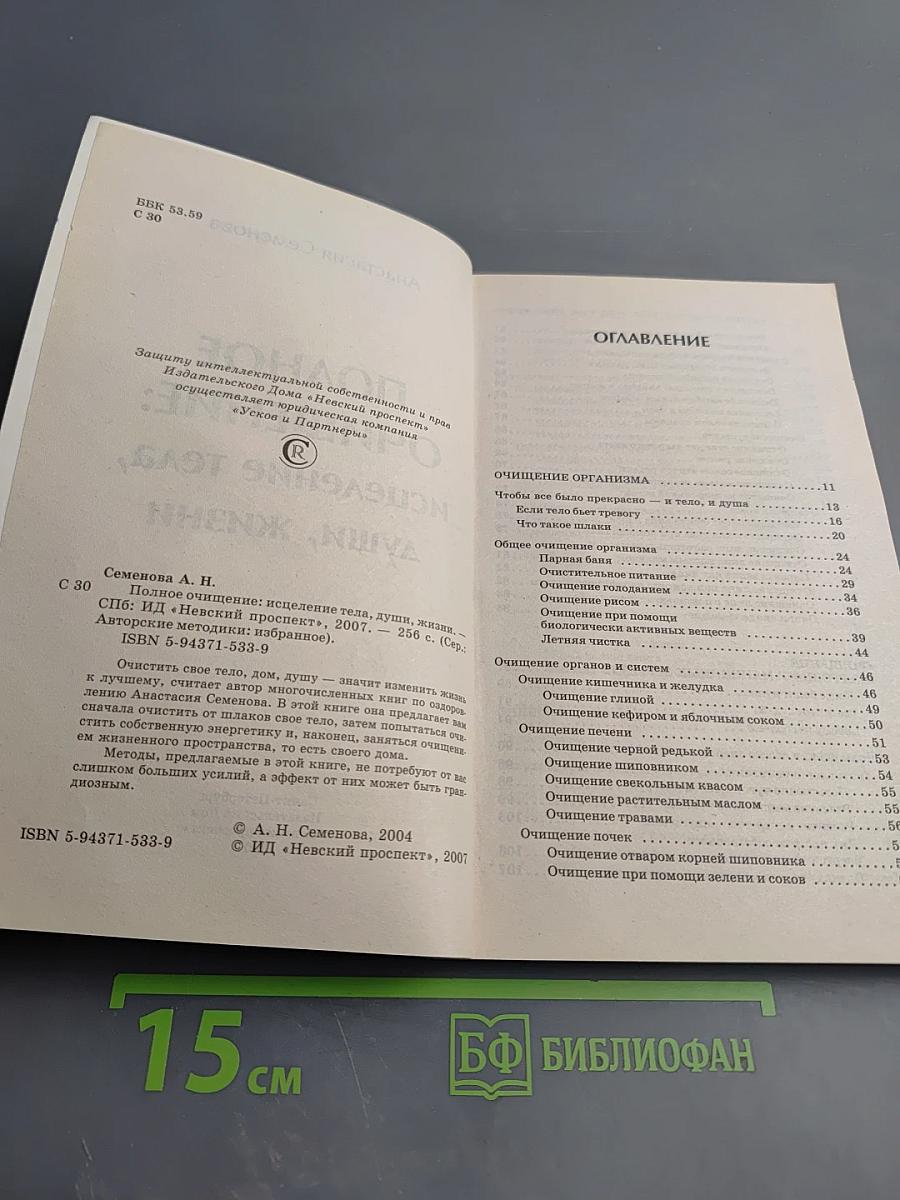 ББК 53.59
С 30
Защиту интеллектуальной собственности и прав
Издательского Дома «Невский проспект»
осуществляет юридическая компания
«Усков и Партнеры»
Семенова А. Н.
С 30
Полное очищение: исцеление тела, души, жизни. —
СПб: ИД «Невский проспект», 2007. — 256 с. (Сер.:
Авторские методики: избранное).
ISBN 5-94371-533-9
Очистить свое тело, дом, душу — значит изменить жизнь
к лучшему, считает автор многочисленных книг по оздоров-
лению Анастасия Семенова. В этой книге она предлагает вам
сначала очистить от шлаков свое тело, затем попытаться очи-
стить собственную энергетику и, наконец, заняться очищени-
ем жизненного пространства, то есть своего дома.
Методы, предлагаемые в этой книге, не потребуют от вас
слишком больших усилий, а эффект от них может быть гран-
диозным.
ISBN 5-94371-533-9
© А. Н. Семенова, 2004
© ИД «Невский проспект», 2007
ОГЛАВЛЕНИЕ
ОЧИЩЕНИЕ ОРГАНИЗМА ........................ 11
Чтобы все было прекрасно — и тело, и душа ........... 13
Если тело бьет тревогу ........................ 16
Что такое шлаки ........................ 20
Общее очищение организма ........................ 24
Парная баня ........................ 24
Очистительное питание ........................ 29
Очищение голоданием ........................ 34
Очищение рисом ........................ 36
Очищение при помощи
биологически активных веществ ............... 39
Летняя чистка ........................ 44
Очищение органов и систем ........................ 46
Очищение кишечника и желудка ................ 46
Очищение глиной ........................ 49
Очищение кефиром и яблочным соком ........... 50
Очищение печени ........................ 51
Очищение черной редькой ................ 53
Очищение шиповником ................ 54
Очищение свекольным квасом ................ 55
Очищение растительным маслом ............. 55
Очищение травами ........................ 56
Очищение почек ........................ 5
Очищение отваром корней шиповника ...........
Очищение при помощи зелени и соков ...........
15 см
БФ БИБЛИОФАН